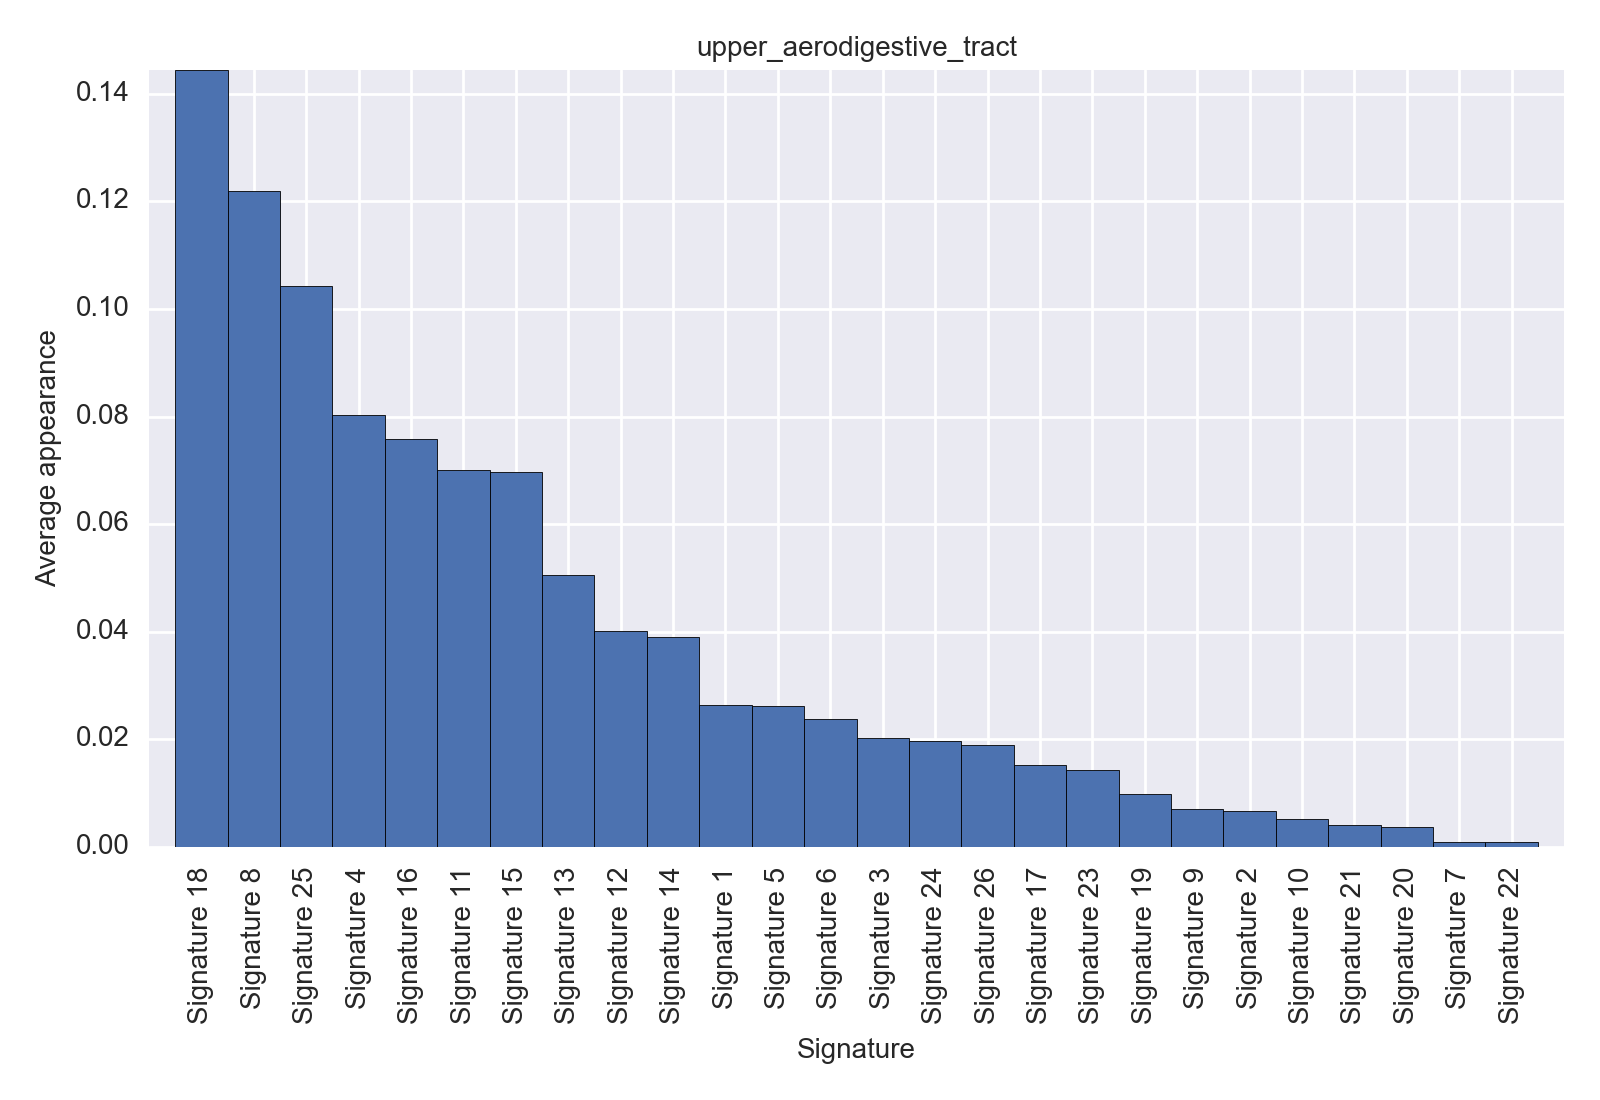 upper_aerodigestive_tract
Average appearance
0.14
0.12
0.10
0.08
0.06
0.04
0.02
0.00
Signature 18
Signature 8
Signature 25
Signature 4
Signature 16
Signature 11
Signature 15
Signature 13
Signature 12
Signature 14
Signature 1
Signature 5
Signature 6
Signature 3
Signature 24
Signature 26
Signature 17
Signature 23
Signature 19
Signature 9
Signature 2
Signature 10
Signature 21
Signature 20
Signature 7
Signature 22
Signature